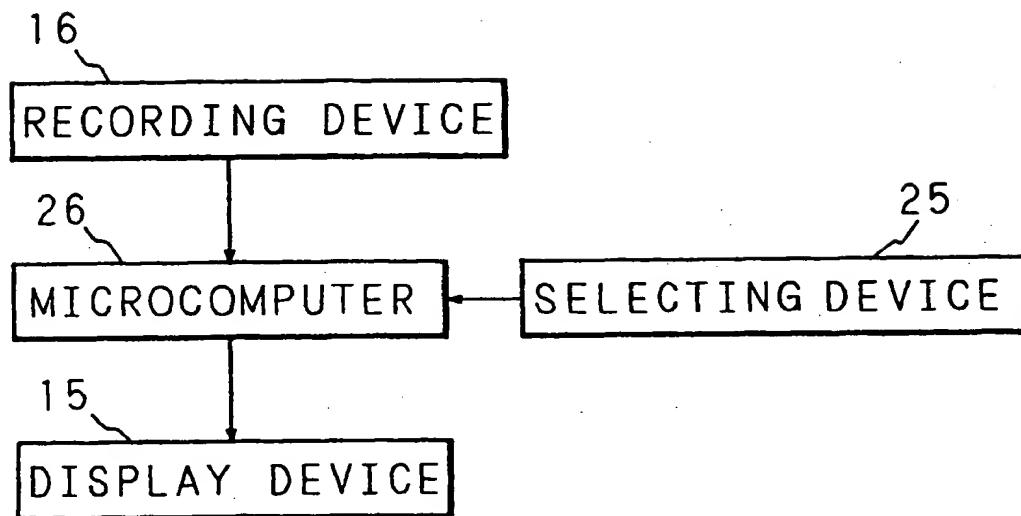 16
RECORDING DEVICE
26
25
MICROCOMPUTER
SELECTING DEVICE
15
DISPLAY DEVICE